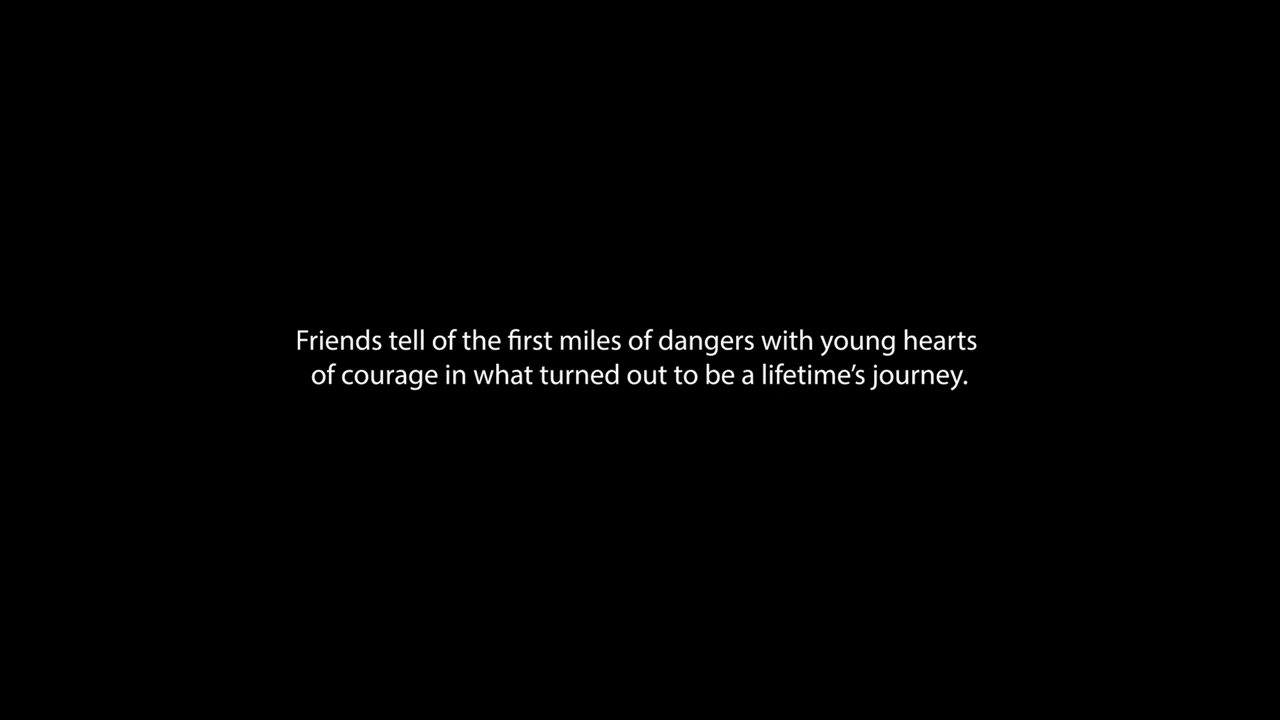 Friends tell of the first miles of dangers with young hearts
of courage in what turned out to be a lifetime’s journey.